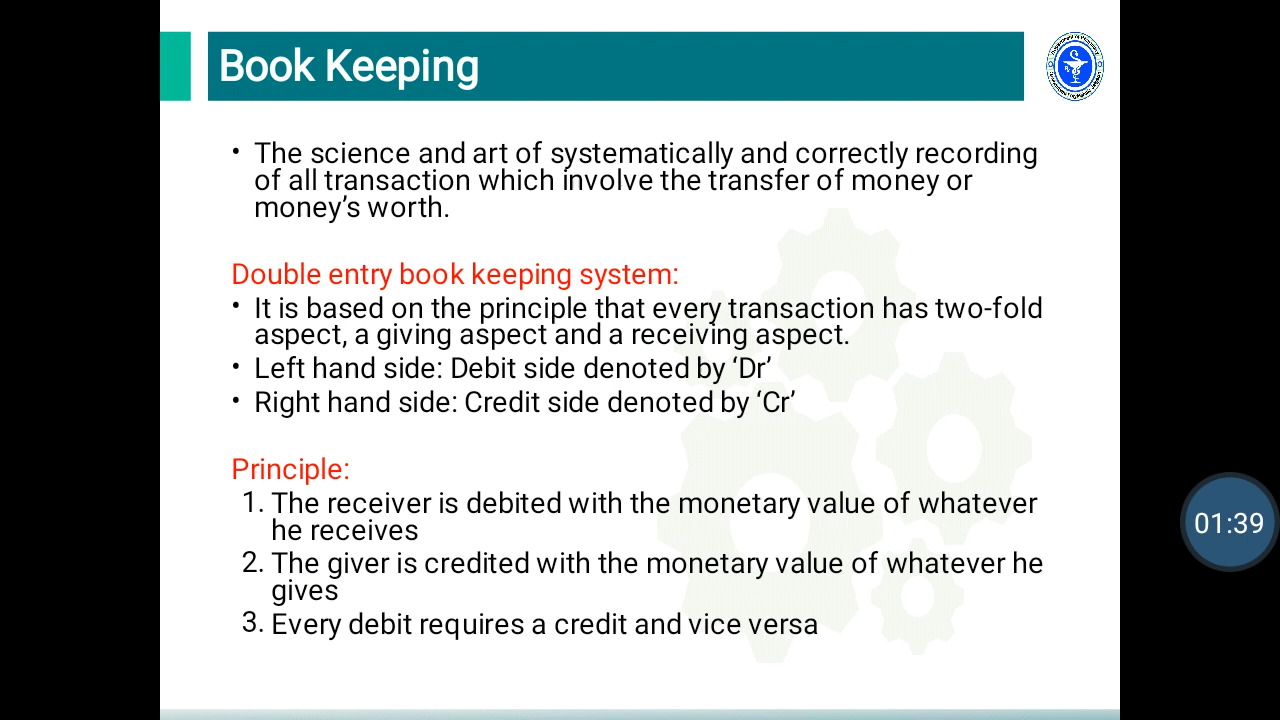 Book Keeping
• The science and art of systematically and correctly recording
of all transaction which involve the transfer of money or
money’s worth.
Double entry book keeping system:
• It is based on the principle that every transaction has two-fold
aspect, a giving aspect and a receiving aspect.
• Left hand side: Debit side denoted by ‘Dr’
• Right hand side: Credit side denoted by ‘Cr’
Principle:
1. The receiver is debited with the monetary value of whatever
he receives
2. The giver is credited with the monetary value of whatever he
gives
3. Every debit requires a credit and vice versa
01:39